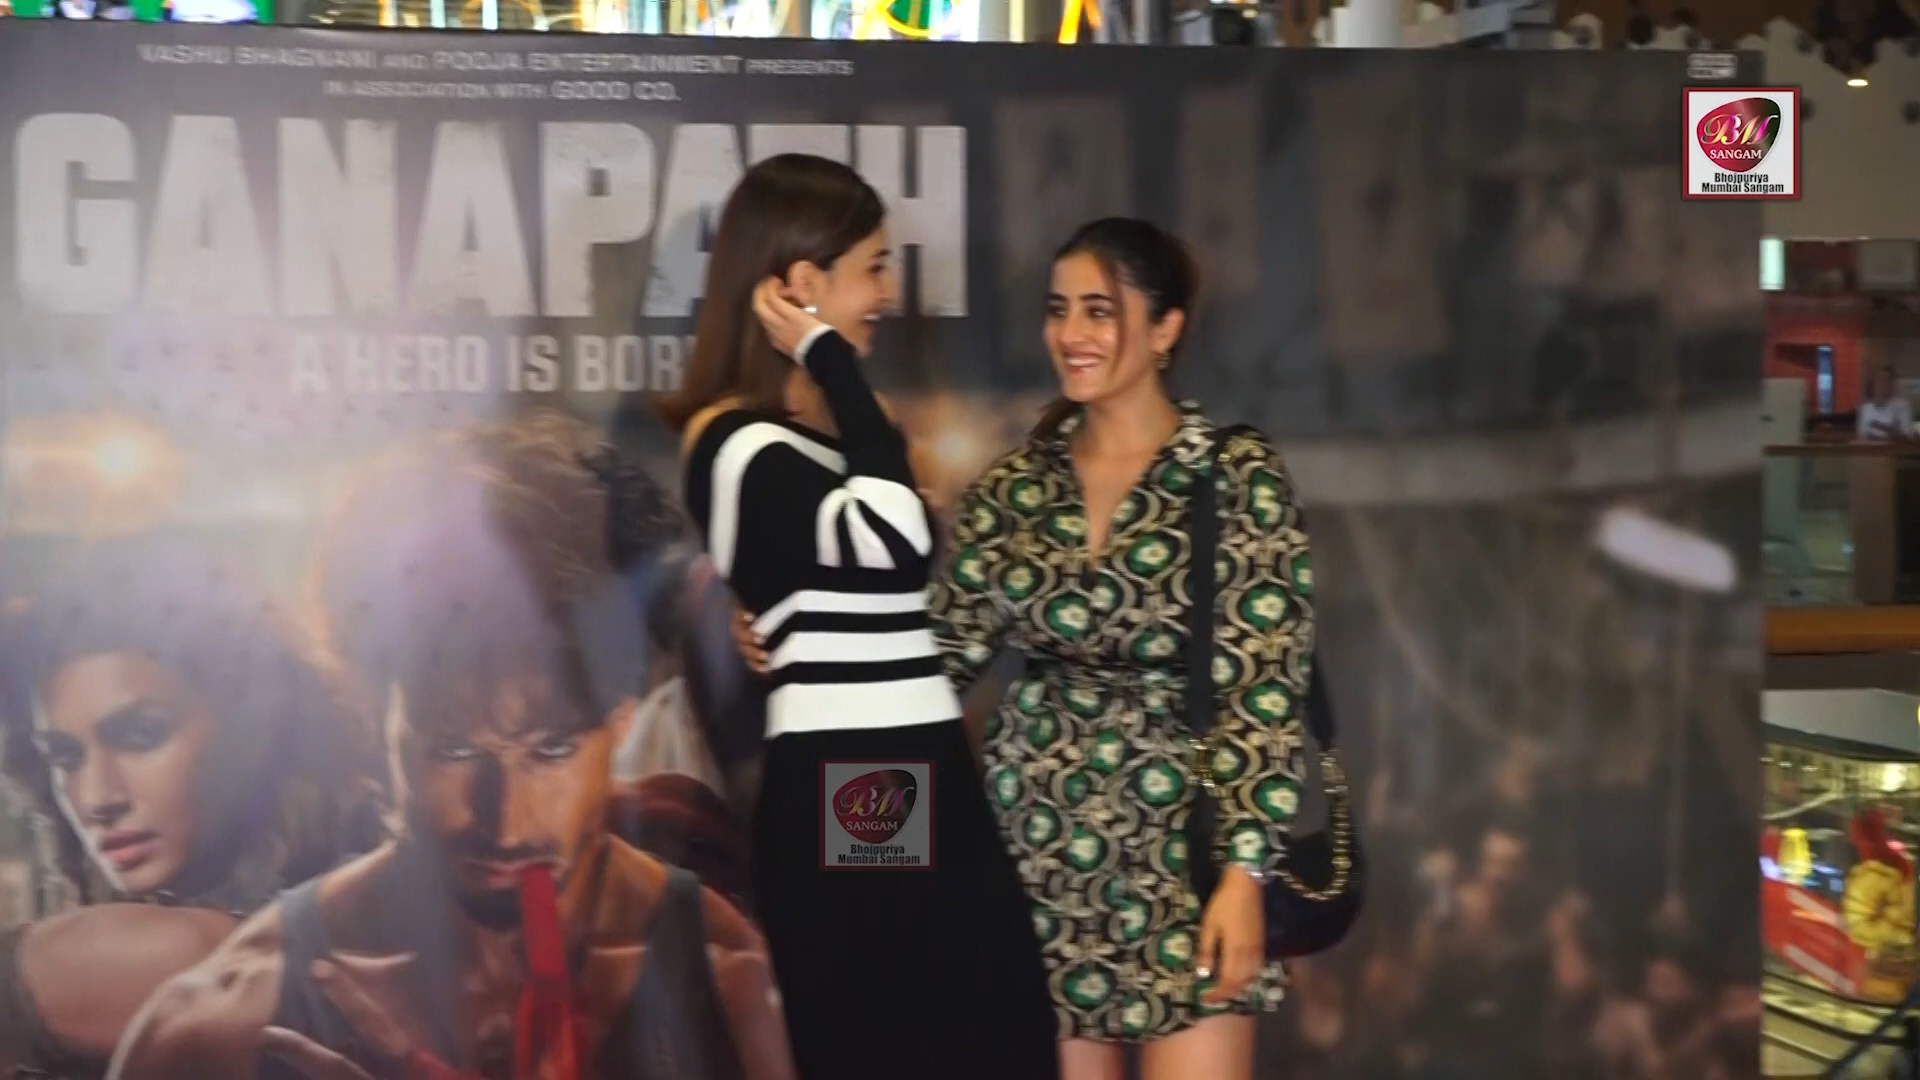 VASHU BHAGNANI AND POOJA ENTERTAINMENT PRESENTS
IN ASSOCIATION WITH GOOD CO.
GANAPATH
A HERO IS BOR
BM
SANGAM
Bhojpuriya
Mumbai Sangam
BM
SANGAM
Bhojpuriya
Mumbai Sangam